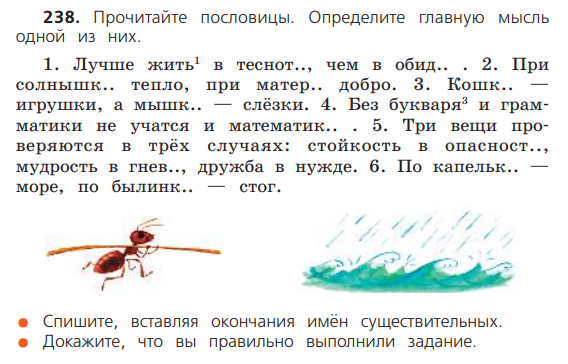 238. Прочитайте пословицы. Определите главную мысль
одной из них.
1. Лучше жить¹ в теснот.., чем в обид.. . 2. При
солнышк.. тепло, при матер.. добро. 3. Кошк.. —
игрушки, а мышк.. — слёзки. 4. Без букваря³ и грам-
матики не учатся и математик.. . 5. Три вещи про-
веряются в трёх случаях: стойкость в опасност..,
мудрость в гнев.., дружба в нужде. 6. По капельк.. —
море, по былинк.. — стог.
● Спишите, вставляя окончания имён существительных.
● Докажите, что вы правильно выполнили задание.